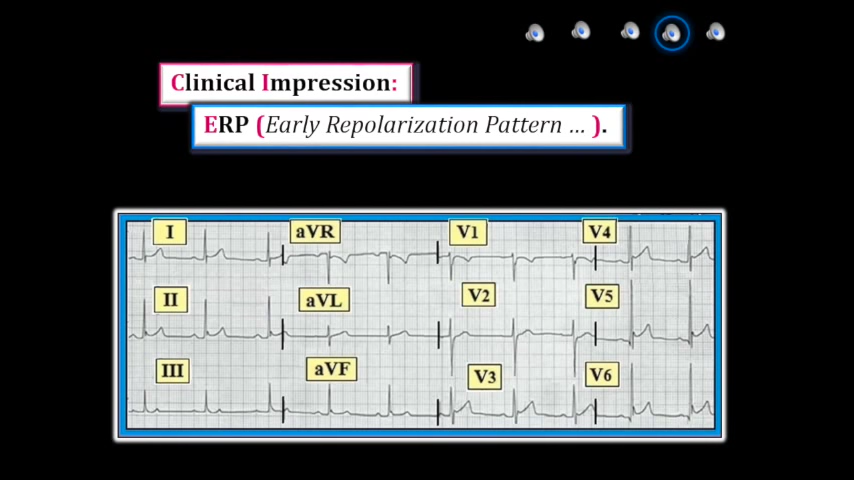 Clinical Impression:
ERP (Early Repolarization Pattern ... ).
I aVR V1 V4
II aVL V2 V5
III aVF V3 V6